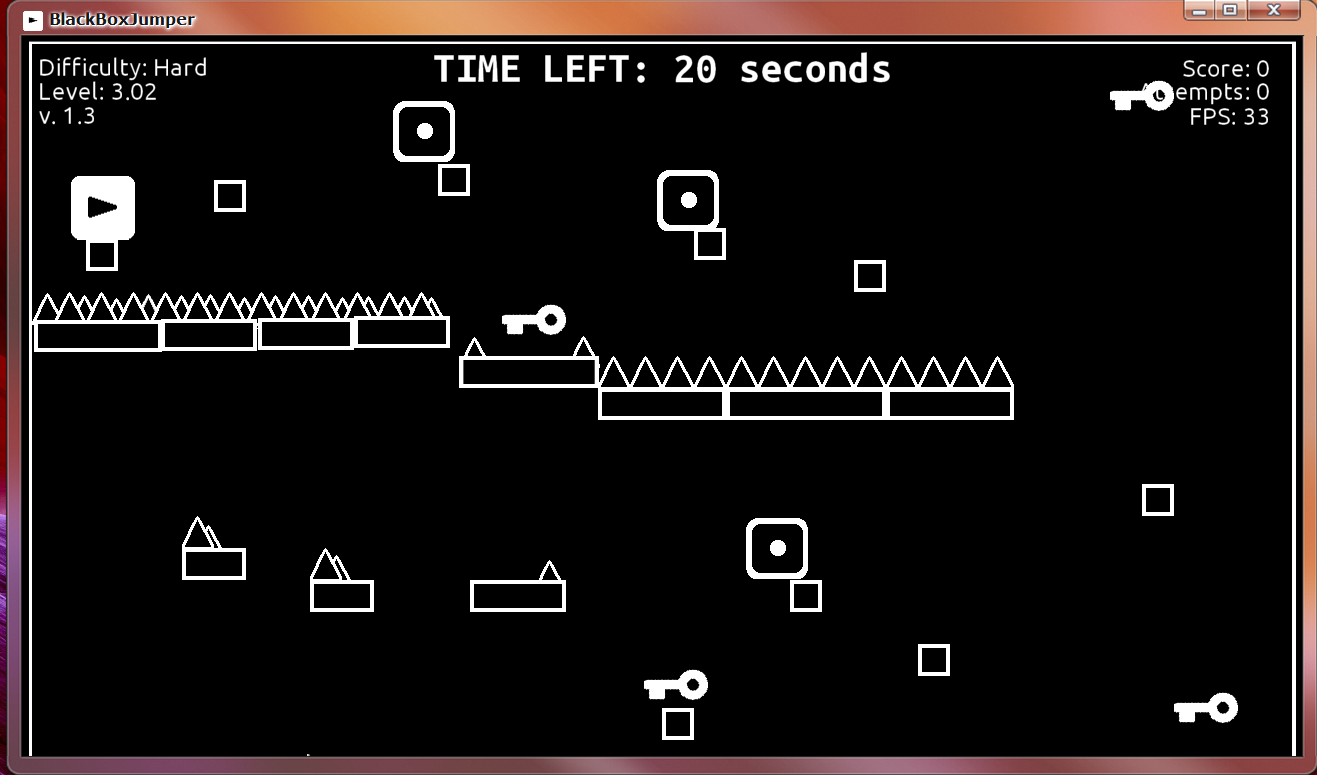 BlackBoxJumper
Difficulty: Hard
Level: 3.02
v. 1.3
TIME LEFT: 20 seconds
Score: 0
Attempts: 0
FPS: 33